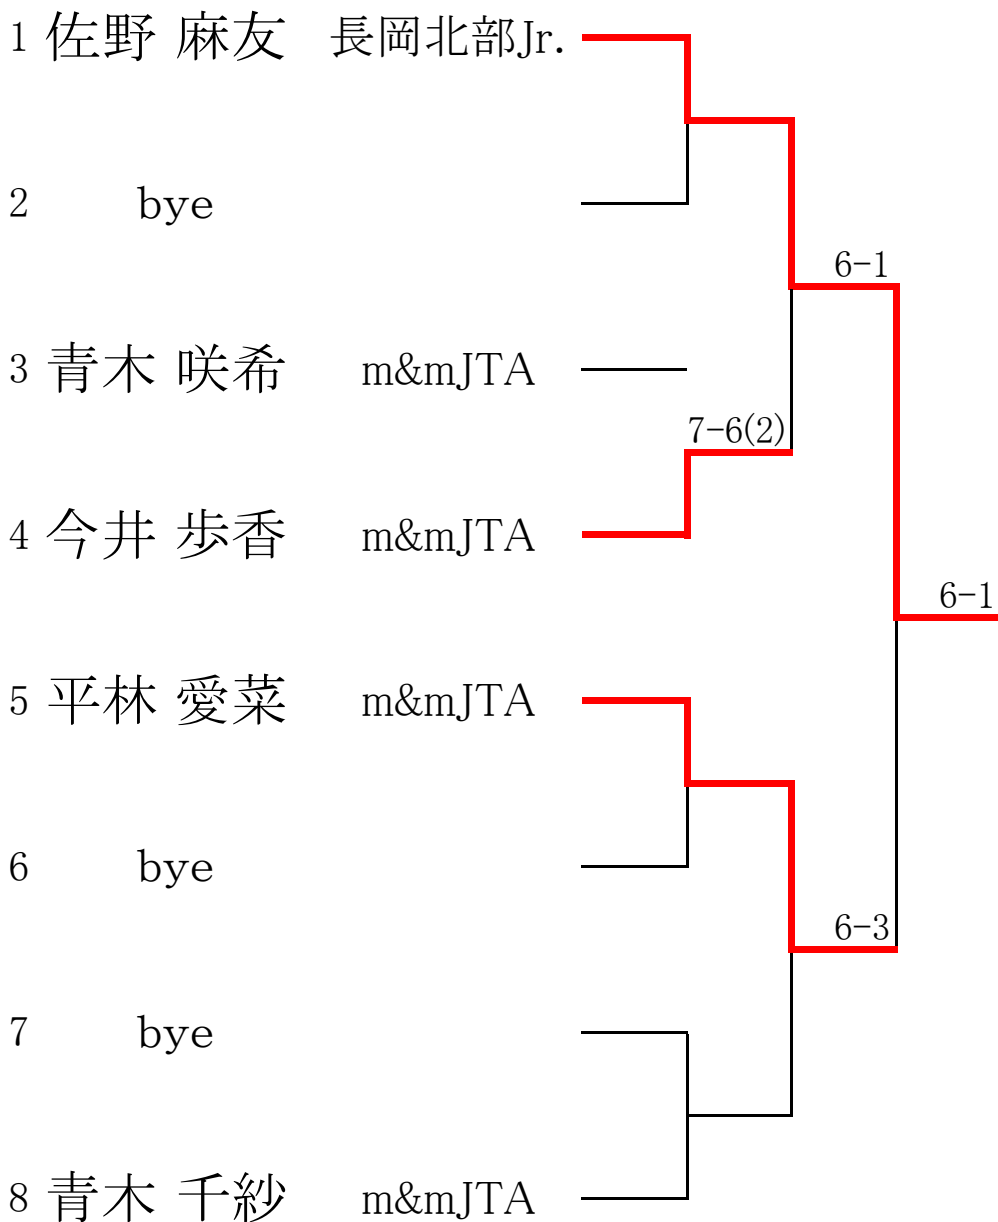 1 佐野 麻友 長岡北部Jr.
2 bye
6-1
3 青木 咲希 m&mJTA
7-6(2)
4 今井 歩香 m&mJTA
6-1
5 平林 愛菜 m&mJTA
6 bye
6-3
7 bye
8 青木 千紗 m&mJTA